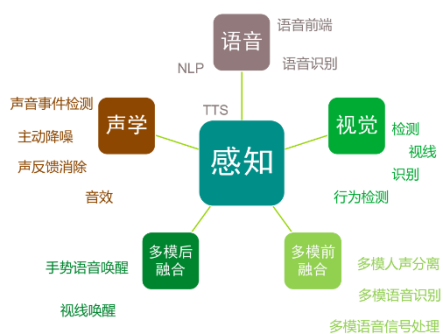 语音
语音前端
语音识别
NLP
TTS
声学
声音事件检测
主动降噪
声反馈消除
音效
感知
视觉
检测
视线
识别
行为检测
多模后
融合
手势语音唤醒
视线唤醒
多模前
融合
多模人声分离
多模语音识别
多模语音信号处理